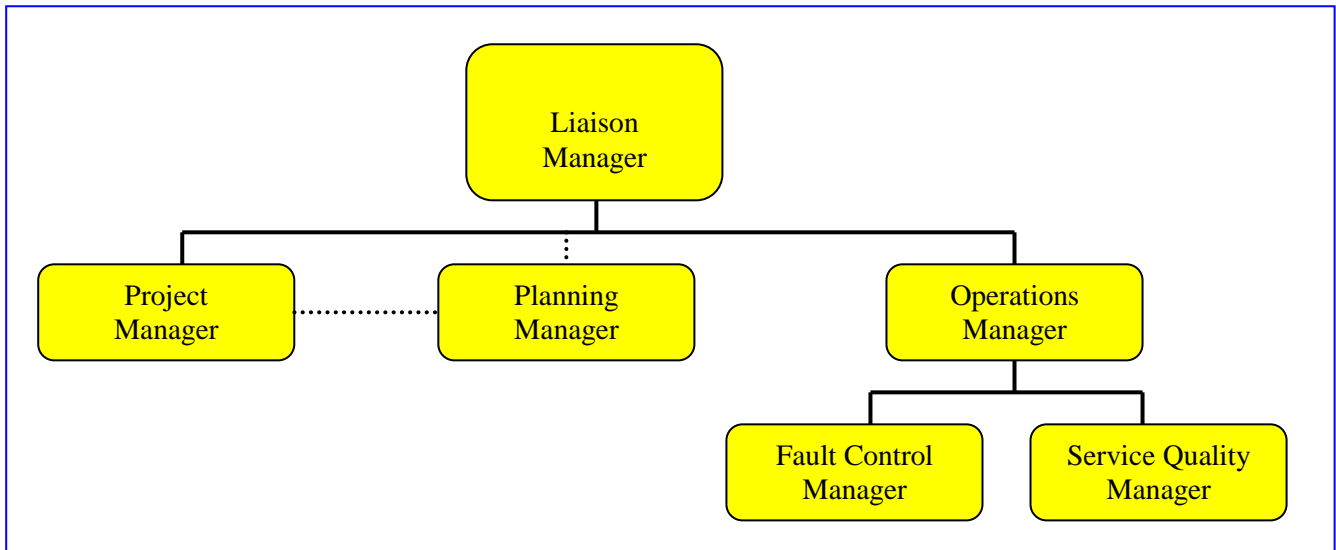 Liaison
Manager
Project
Manager
Planning
Manager
Operations
Manager
Fault Control
Manager
Service Quality
Manager